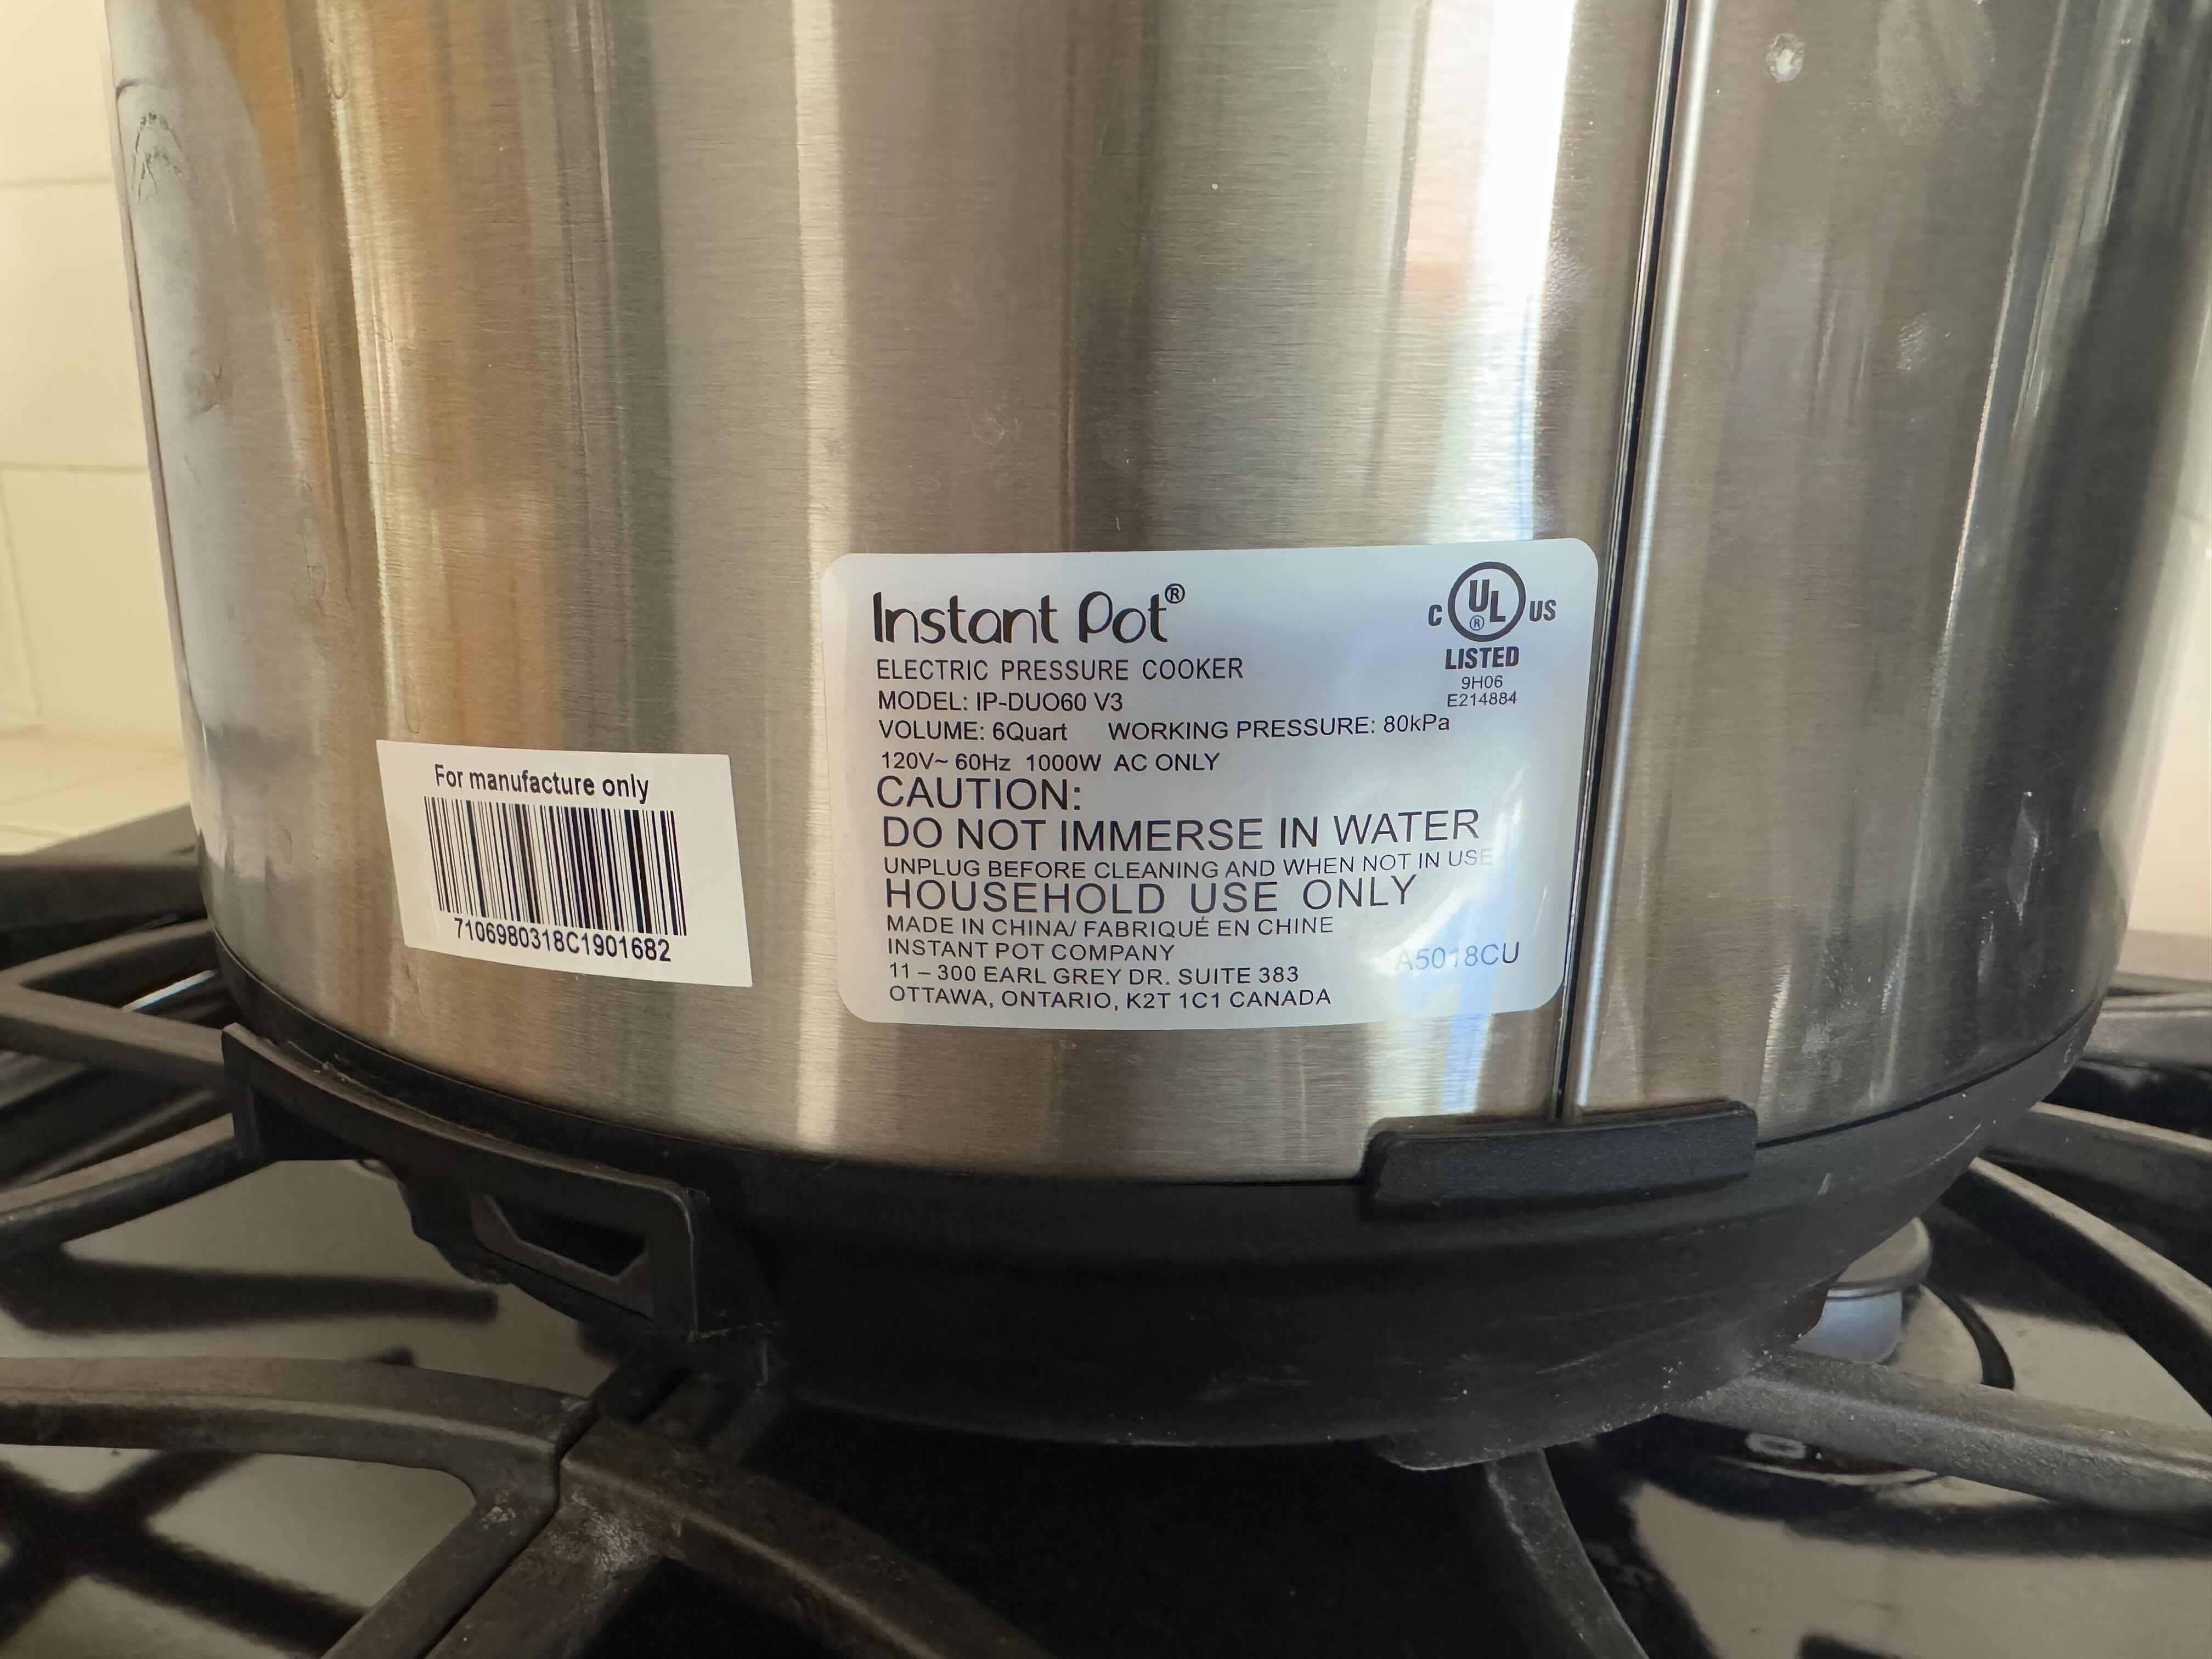 Instant Pot®
C UL® US
LISTED
9H06
E214884
ELECTRIC PRESSURE COOKER
MODEL: IP-DUO60 V3
VOLUME: 6Quart WORKING PRESSURE: 80kPa
120V~ 60Hz 1000W AC ONLY
CAUTION:
DO NOT IMMERSE IN WATER
UNPLUG BEFORE CLEANING AND WHEN NOT IN USE
HOUSEHOLD USE ONLY
MADE IN CHINA/ FABRIQUÉ EN CHINE
INSTANT POT COMPANY
11 – 300 EARL GREY DR. SUITE 383
OTTAWA, ONTARIO, K2T 1C1 CANADA
A5018CU
For manufacture only
7106980318C1901682